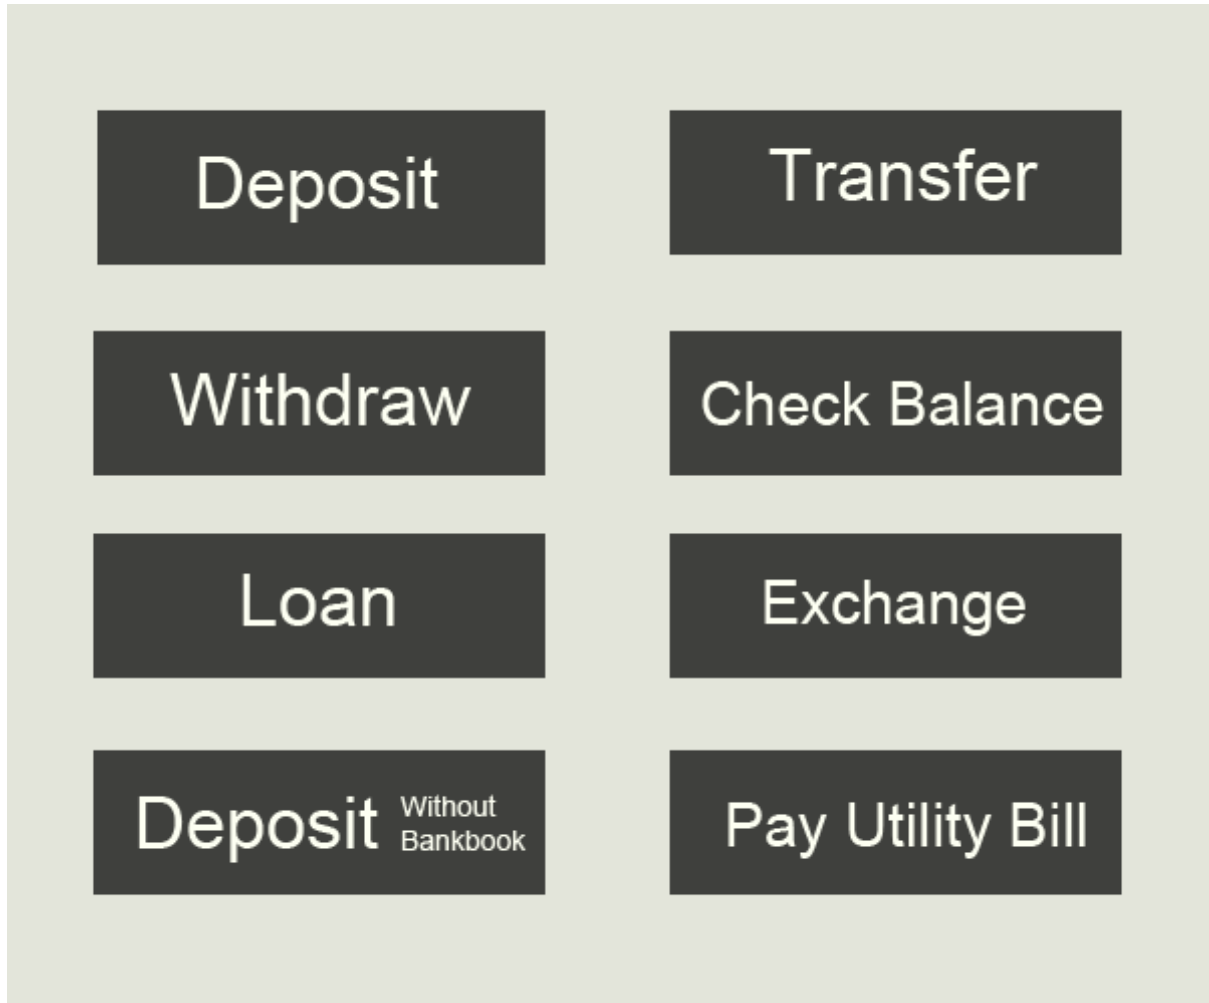 Deposit
Transfer
Withdraw
Check Balance
Loan
Exchange
Deposit Without
Bankbook
Pay Utility Bill